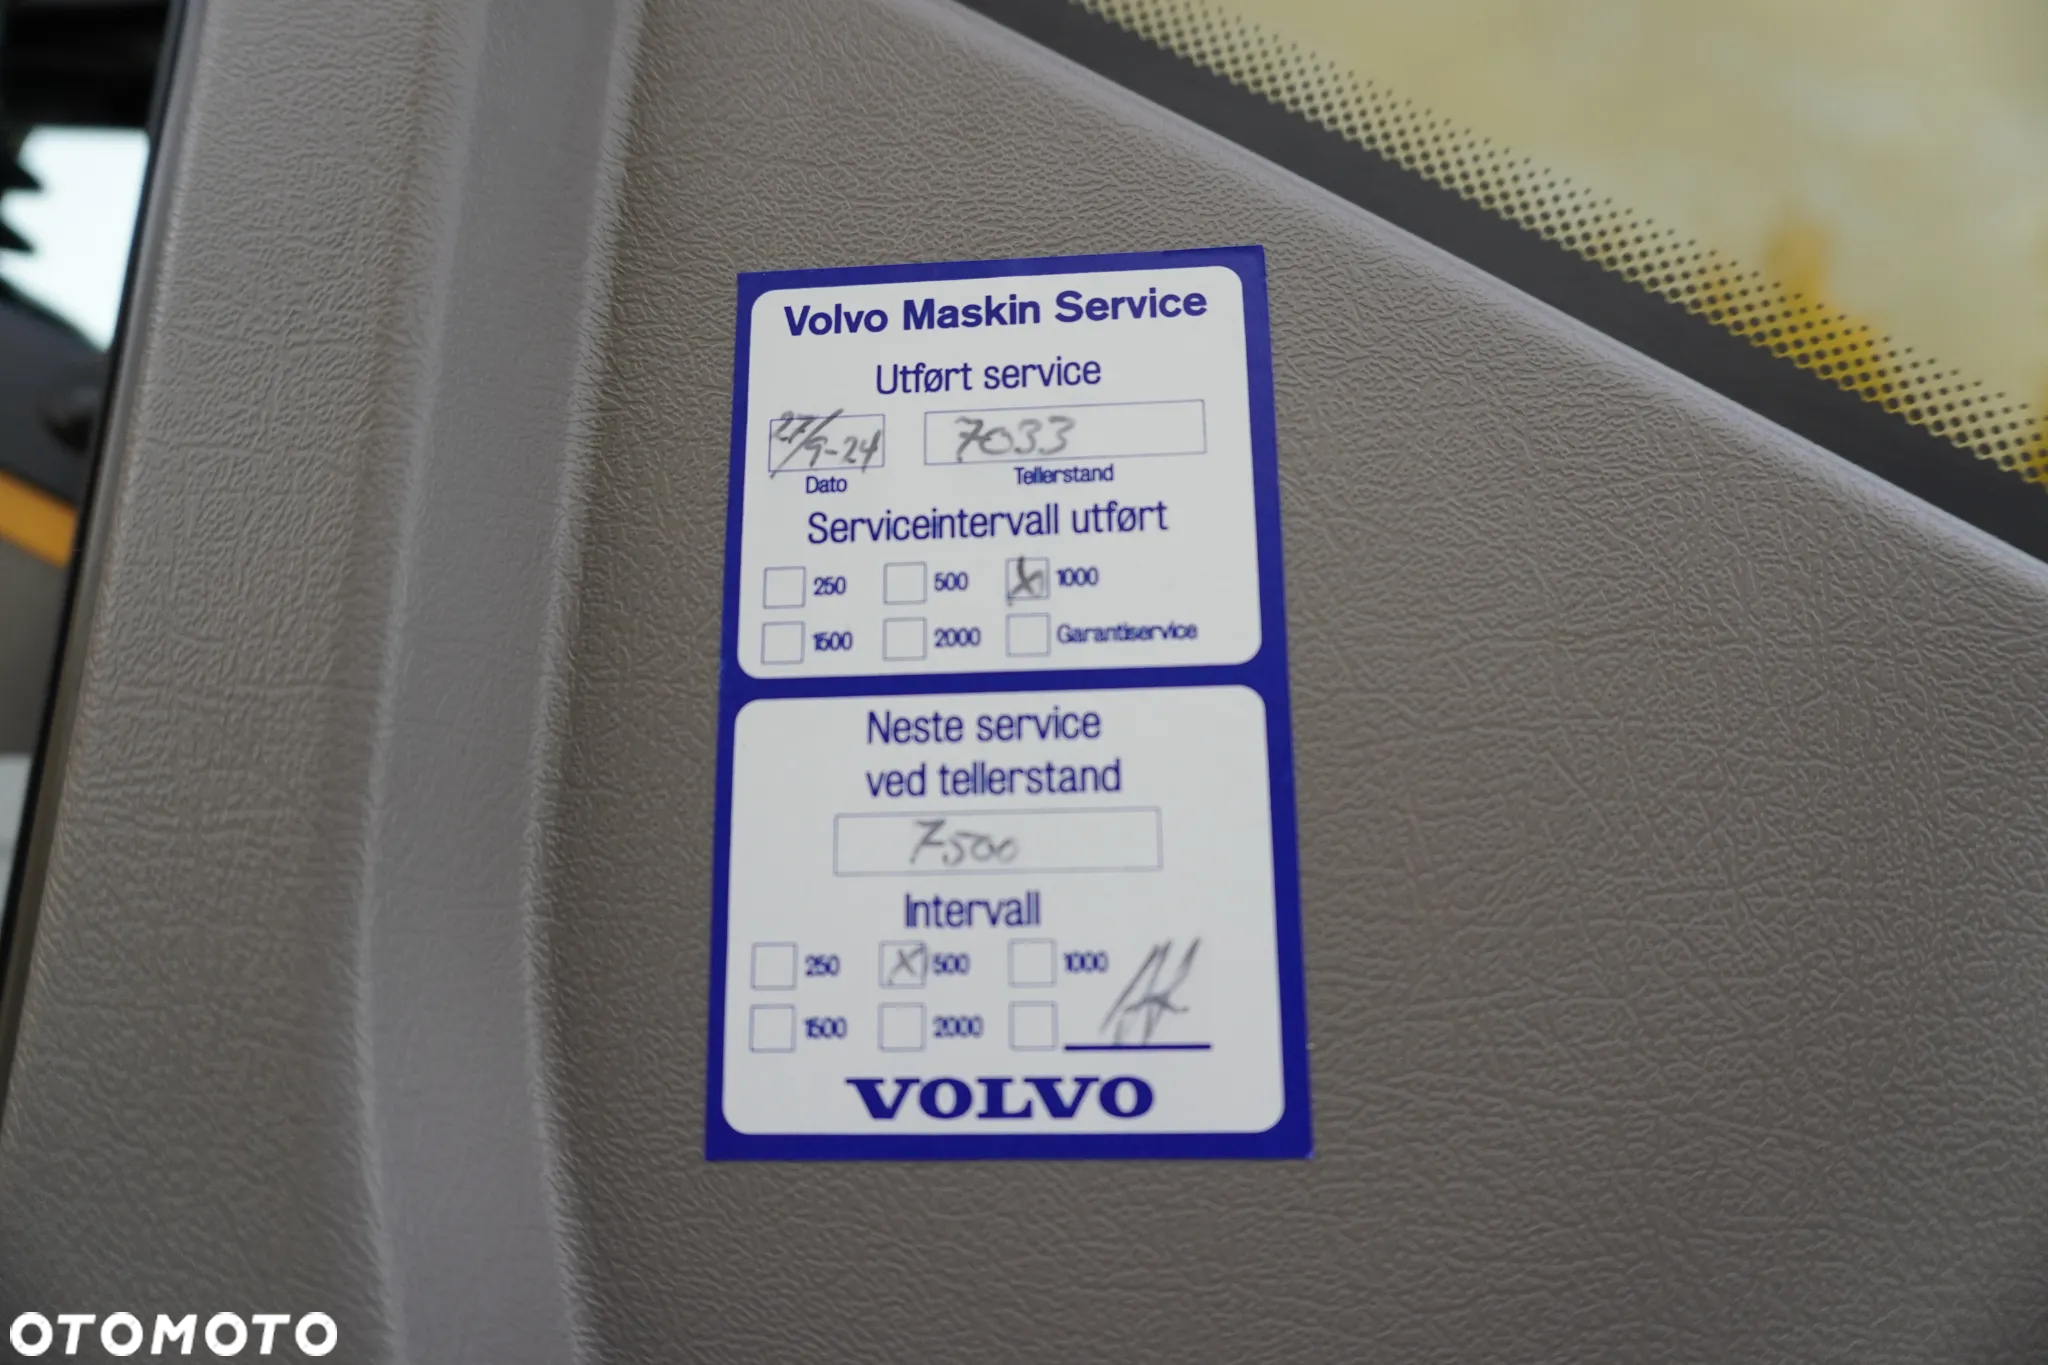 Volvo Maskin Service
Utført service
27/9-24 7033
Dato Tellerstand
Serviceintervall utført
250 500 X 1000
1500 2000 Garantiservice
Neste service
ved tellerstand
7500
Intervall
250 X 500 1000
1500 2000
VOLVO
OTOMOTO